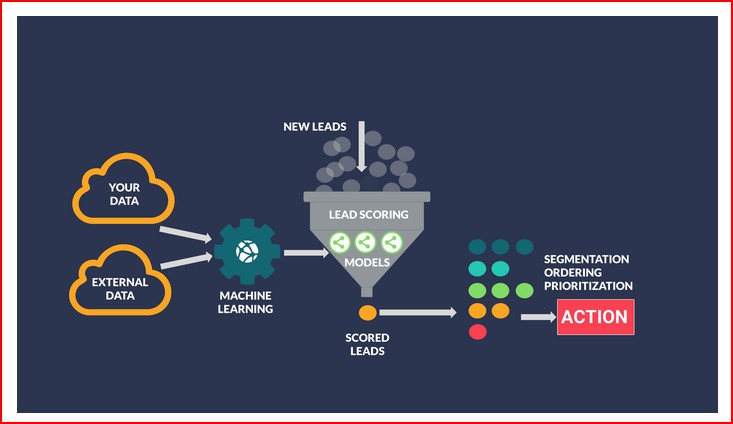 NEW LEADS
YOUR
DATA
EXTERNAL
DATA
MACHINE
LEARNING
LEAD SCORING
MODELS
SCORED
LEADS
SEGMENTATION
ORDERING
PRIORITIZATION
ACTION